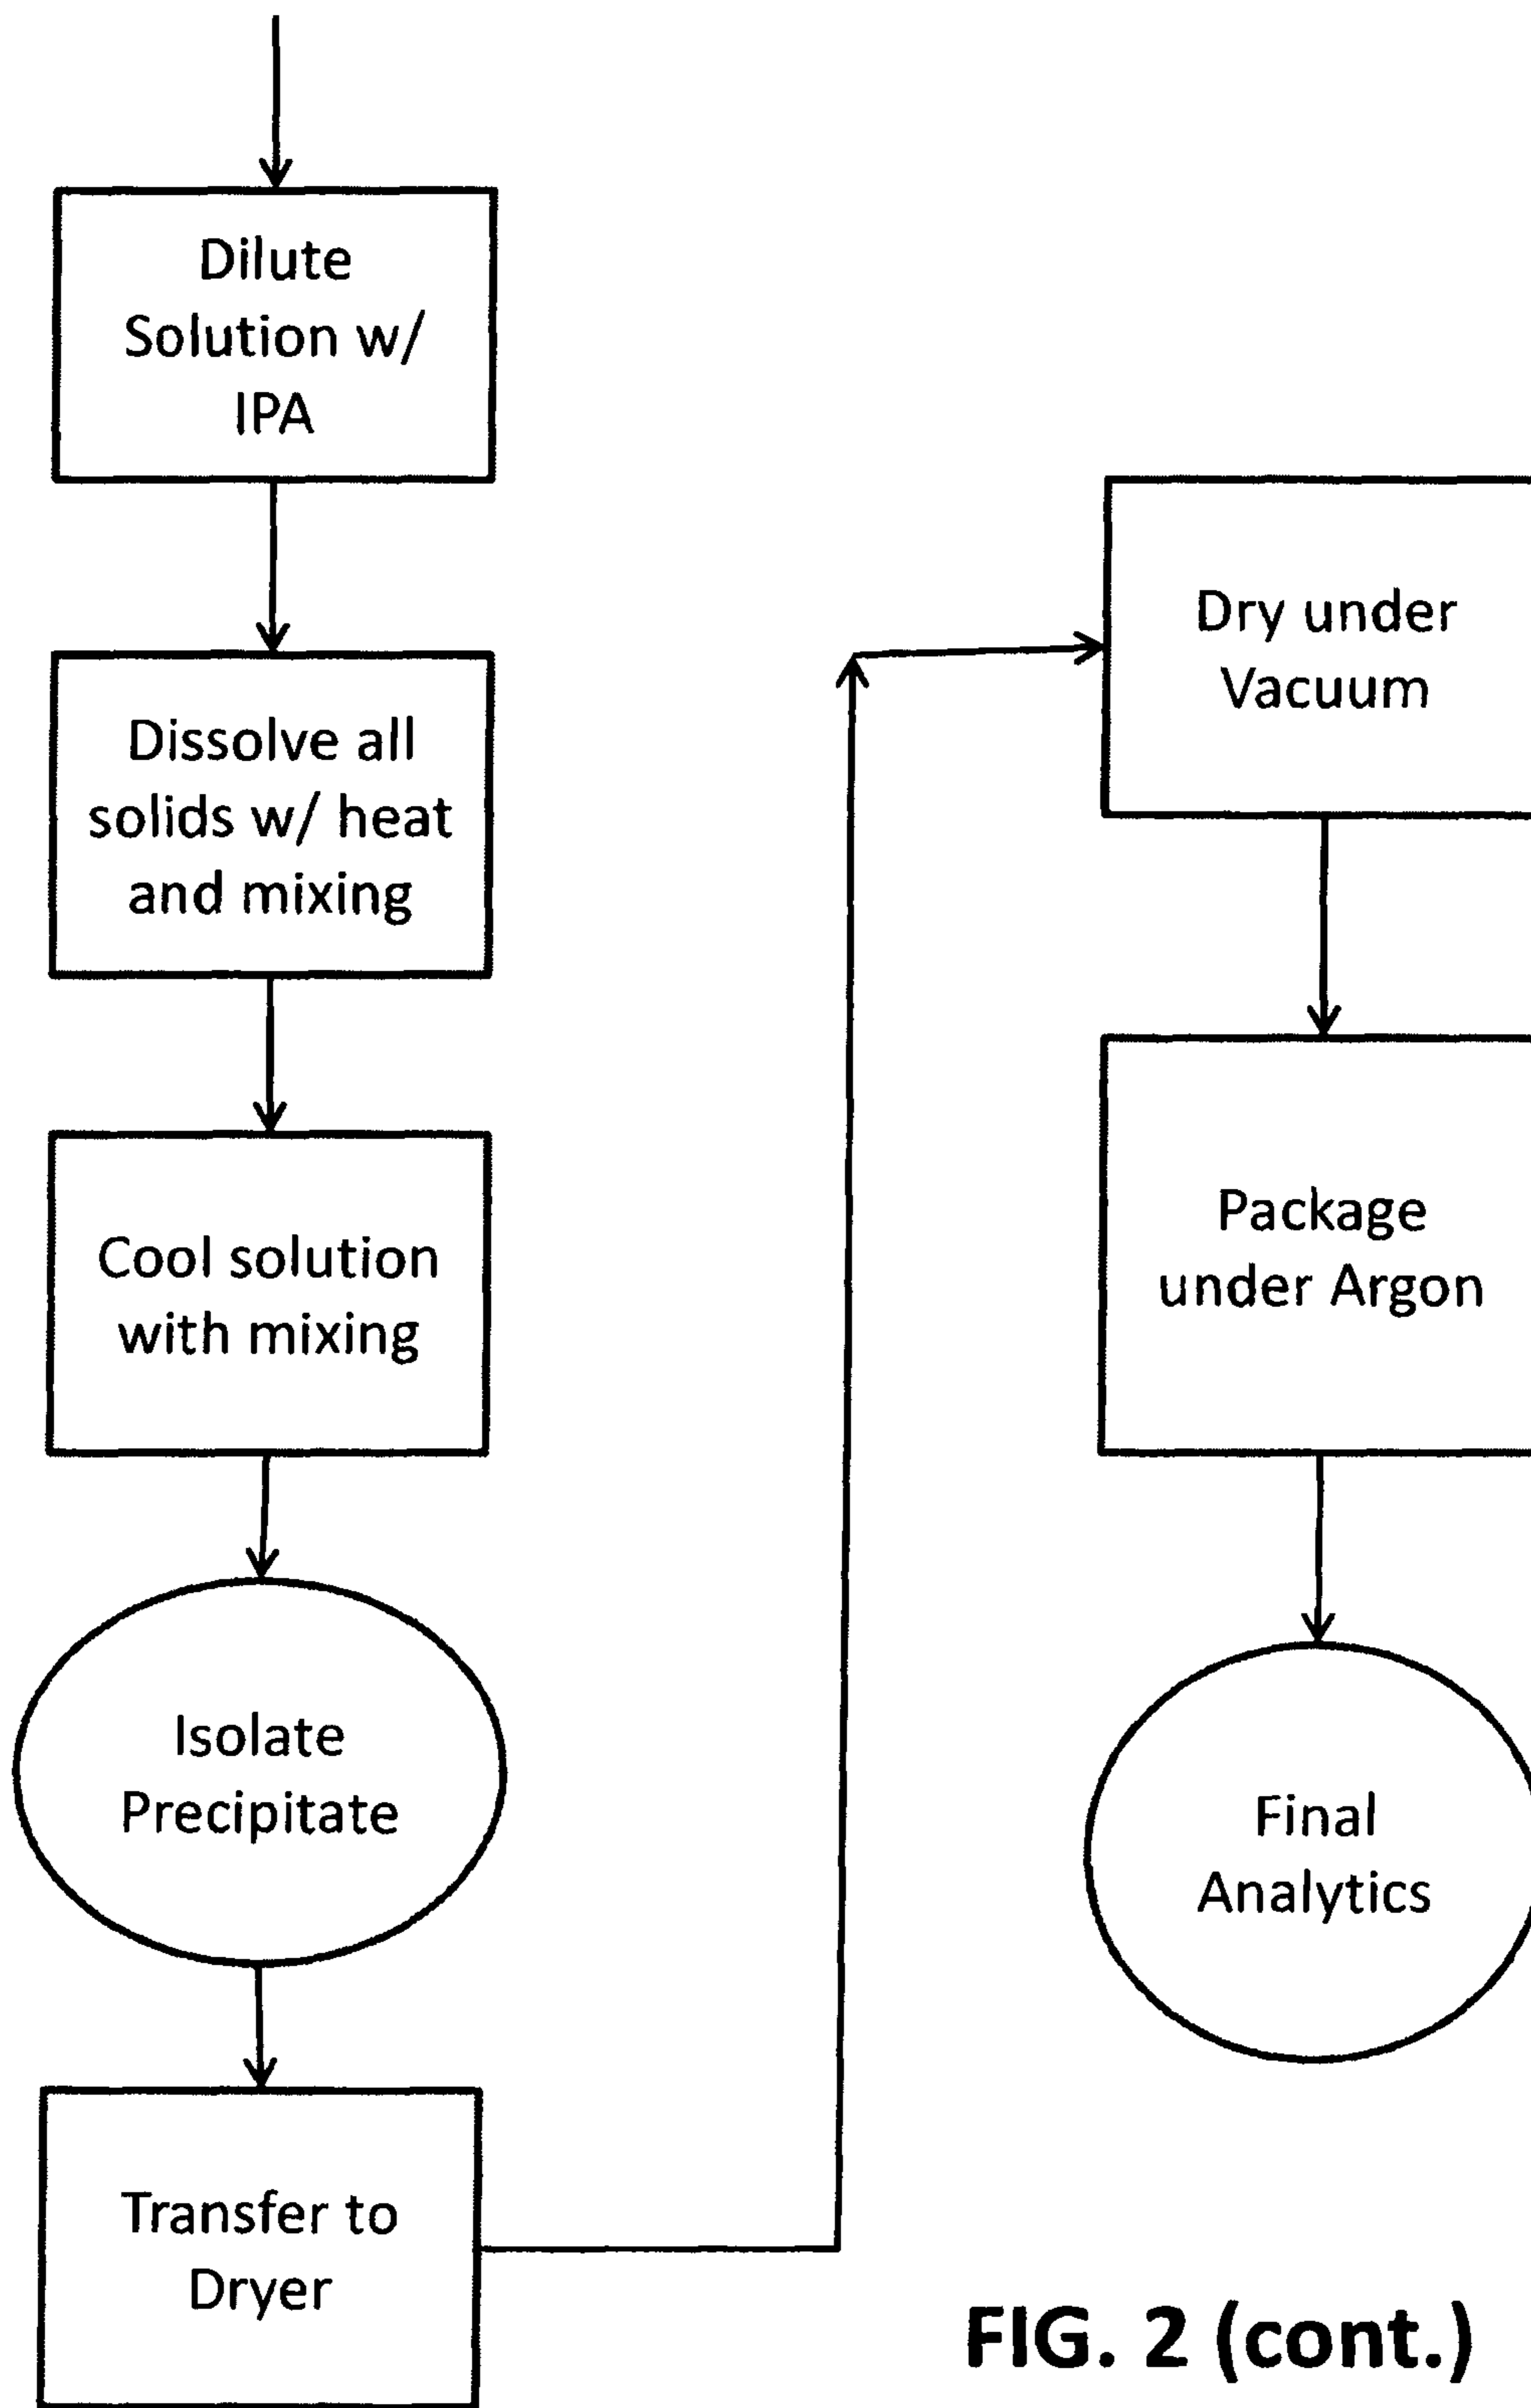 Dilute
Solution w/
IPA
Dissolve all
solids w/ heat
and mixing
Cool solution
with mixing
Isolate
Precipitate
Transfer to
Dryer
Dry under
Vacuum
Package
under Argon
Final
Analytics
FIG. 2 (cont.)